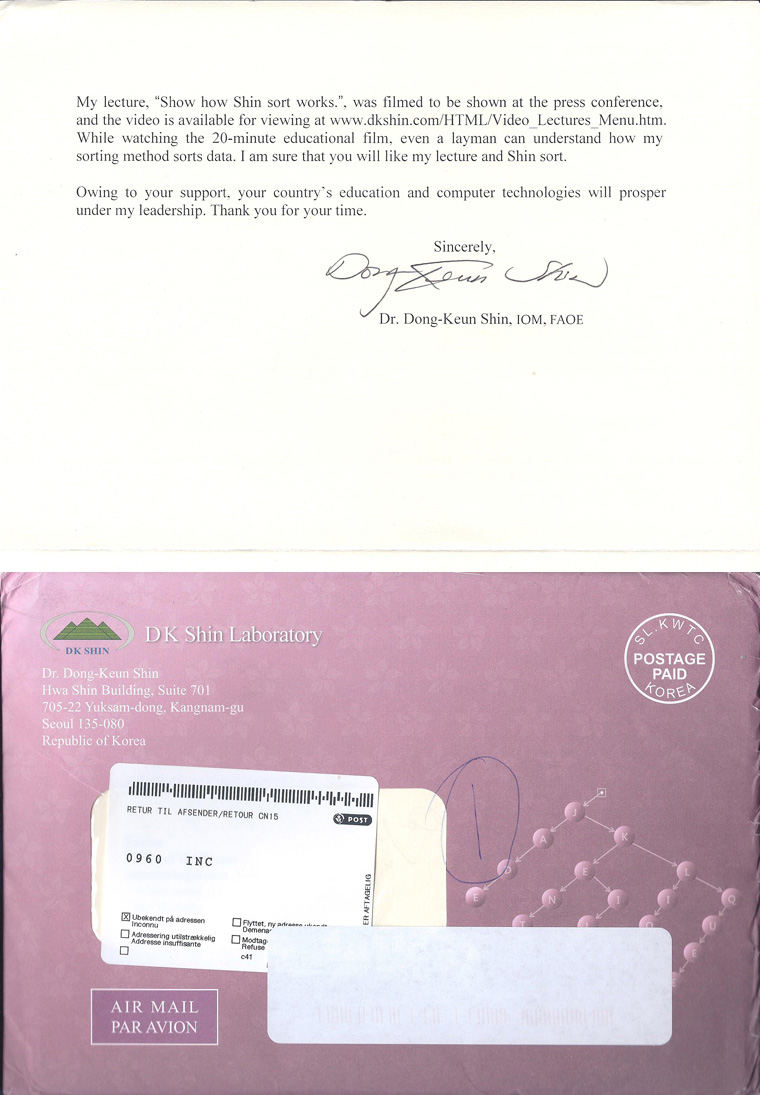 My lecture, “Show how Shin sort works.”, was filmed to be shown at the press conference,
and the video is available for viewing at www.dkshin.com/HTML/Video_Lectures_Menu.htm.
While watching the 20-minute educational film, even a layman can understand how my
sorting method sorts data. I am sure that you will like my lecture and Shin sort.
Owing to your support, your country’s education and computer technologies will prosper
under my leadership. Thank you for your time.
Sincerely,
Dong-Keun Shin
Dr. Dong-Keun Shin, IOM, FAOE
DK SHIN
DK Shin Laboratory
Dr. Dong-Keun Shin
Hwa Shin Building, Suite 701
705-22 Yuksam-dong, Kangnam-gu
Seoul 135-080
Republic of Korea
SL.KWTC
POSTAGE
PAID
KOREA
RETUR TIL AFSENDER/RETOUR CN15
POST
0960 INC
Ubekendt på adressen
Inconnu
Adressering utilstrækkelig
Addresse insuffisante
Flyttet, ny adresse
Refuse
c41
AFTAGELIG
1
J
A K
D E L
E N I I Q
T U
E
AIR MAIL
PAR AVION